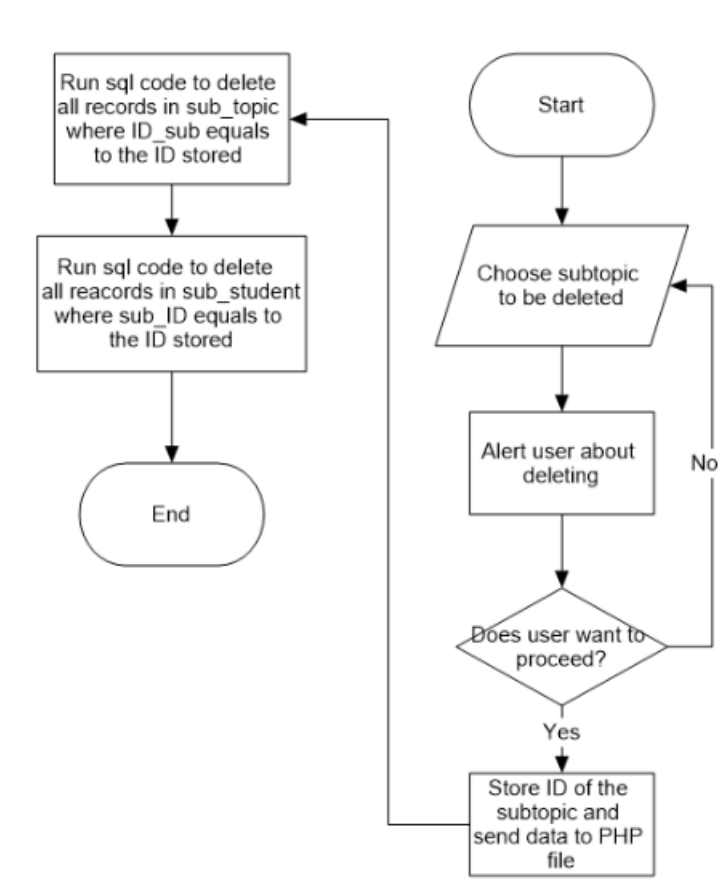 Start
Choose subtopic
to be deleted
Alert user about
deleting
Does user want to
proceed?
No
Yes
Store ID of the
subtopic and
send data to PHP
file
Run sql code to delete
all records in sub_topic
where ID_sub equals
to the ID stored
Run sql code to delete
all reacords in sub_student
where sub_ID equals to
the ID stored
End